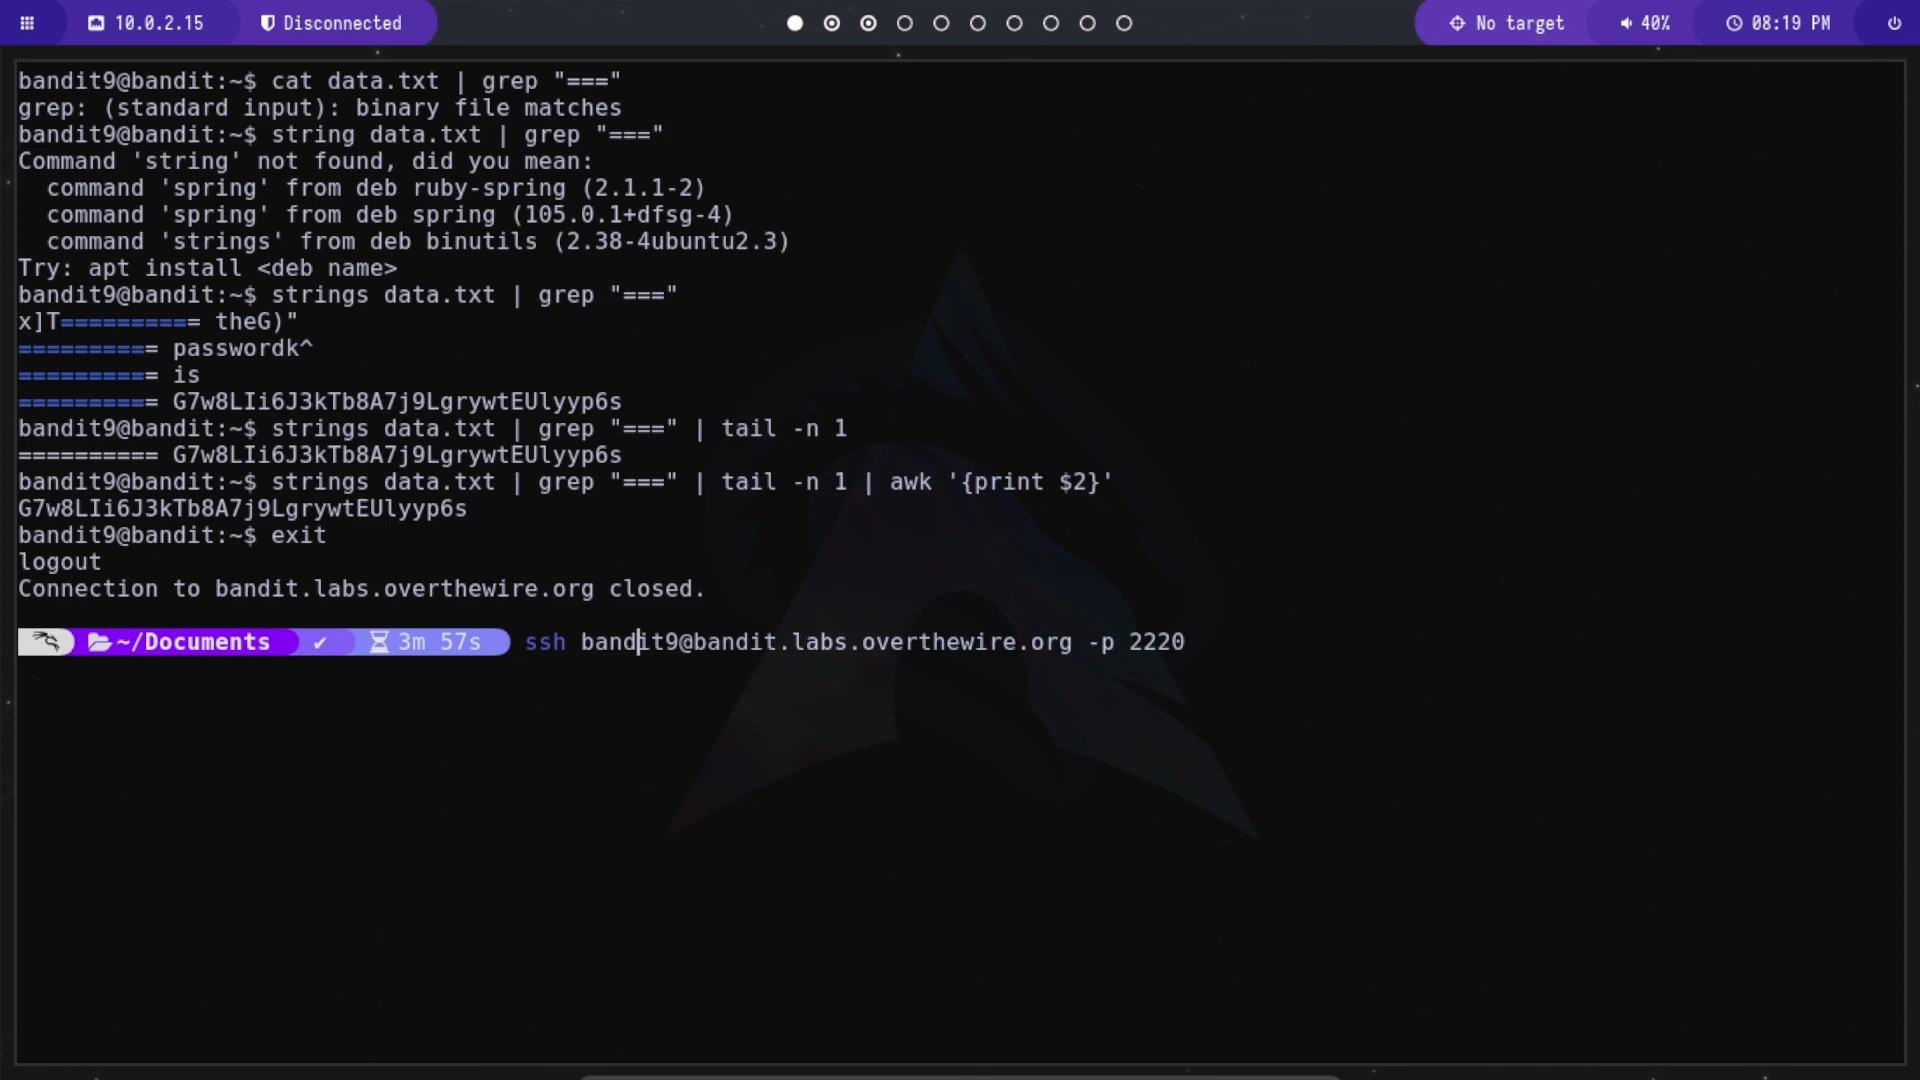 10.0.2.15 Disconnected No target 40% 08:19 PM
bandit9@bandit:~$ cat data.txt | grep "==="
grep: (standard input): binary file matches
bandit9@bandit:~$ string data.txt | grep "==="
Command 'string' not found, did you mean:
  command 'spring' from deb ruby-spring (2.1.1-2)
  command 'spring' from deb spring (105.0.1+dfsg-4)
  command 'strings' from deb binutils (2.38-4ubuntu2.3)
Try: apt install <deb name>
bandit9@bandit:~$ strings data.txt | grep "==="
x]T========== theG)"
========== passwordk^
========== is
========== G7w8LIi6J3kTb8A7j9LgrywtEUlyyp6s
bandit9@bandit:~$ strings data.txt | grep "===" | tail -n 1
========== G7w8LIi6J3kTb8A7j9LgrywtEUlyyp6s
bandit9@bandit:~$ strings data.txt | grep "===" | tail -n 1 | awk '{print $2}'
G7w8LIi6J3kTb8A7j9LgrywtEUlyyp6s
bandit9@bandit:~$ exit
logout
Connection to bandit.labs.overthewire.org closed.
~/Documents ✔ 3m 57s ssh bandit9@bandit.labs.overthewire.org -p 2220